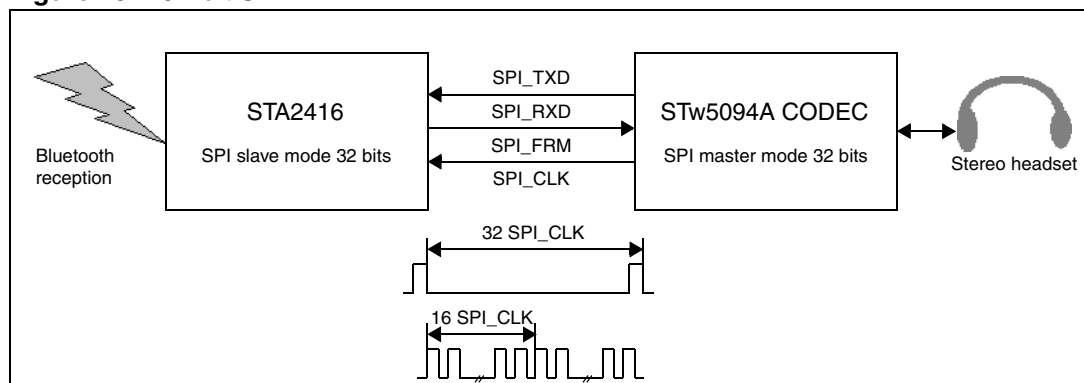 STA2416
SPI slave mode 32 bits
SPI_TXD
SPI_RXD
SPI_FRM
SPI_CLK
STw5094A CODEC
SPI master mode 32 bits
Bluetooth
reception
Stereo headset
32 SPI_CLK
16 SPI_CLK